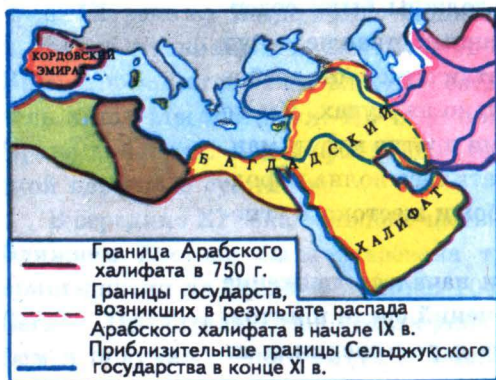 КОРДОВСКИЙ
ЭМИРАТ
БАГДАДСКИЙ
ХАЛИФАТ
Граница Арабского
халифата в 750 г.
Границы государств,
возникших в результате распада
Арабского халифата в начале IX в.
Приблизительные границы Сельджукского
государства в конце XI в.